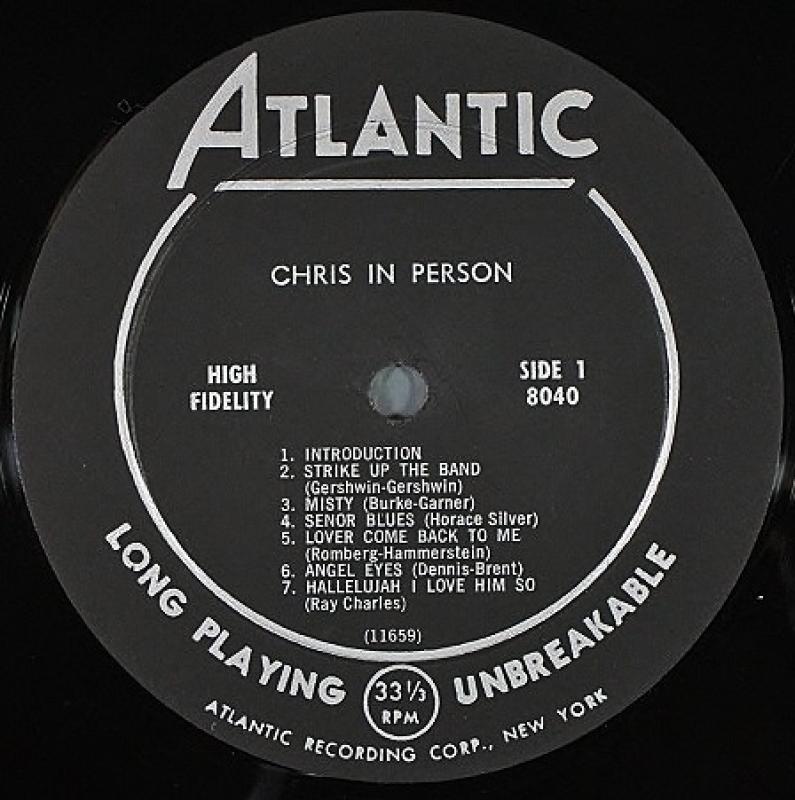 ATLANTIC
CHRIS IN PERSON
HIGH
FIDELITY
SIDE 1
8040
1. INTRODUCTION
2. STRIKE UP THE BAND
(Gershwin-Gershwin)
3. MISTY (Burke-Garner)
4. SENOR BLUES (Horace Silver)
5. LOVER COME BACK TO ME
(Romberg-Hammerstein)
6. ANGEL EYES (Dennis-Brent)
7. HALLELUJAH I LOVE HIM SO
(Ray Charles)
(11659)
LONG PLAYING
33 1/3
RPM
UNBREAKABLE
ATLANTIC RECORDING CORP., NEW YORK